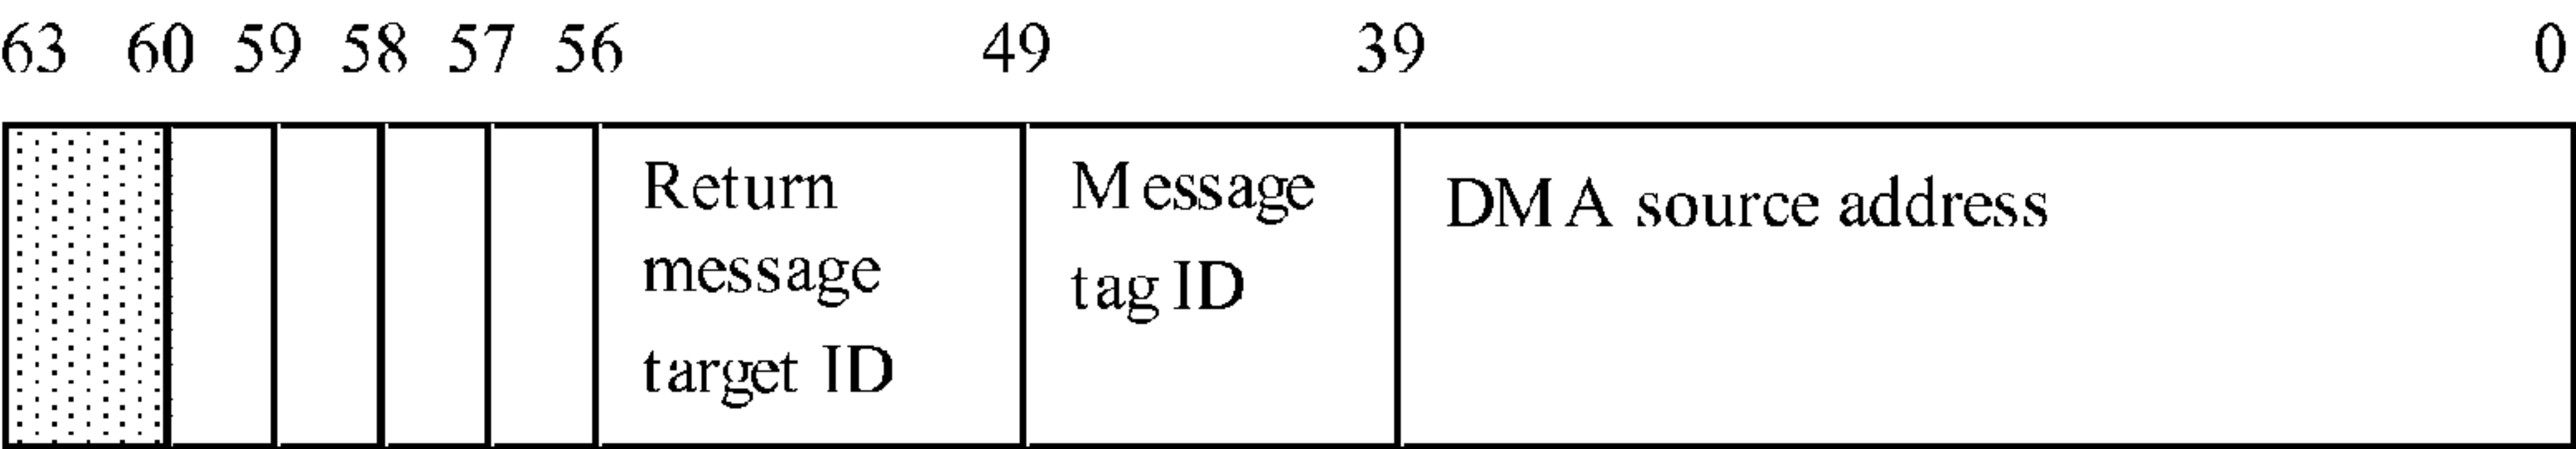 63 60 59 58 57 56 49 39 0
Return
message
target ID
Message
tag ID
DMA source address